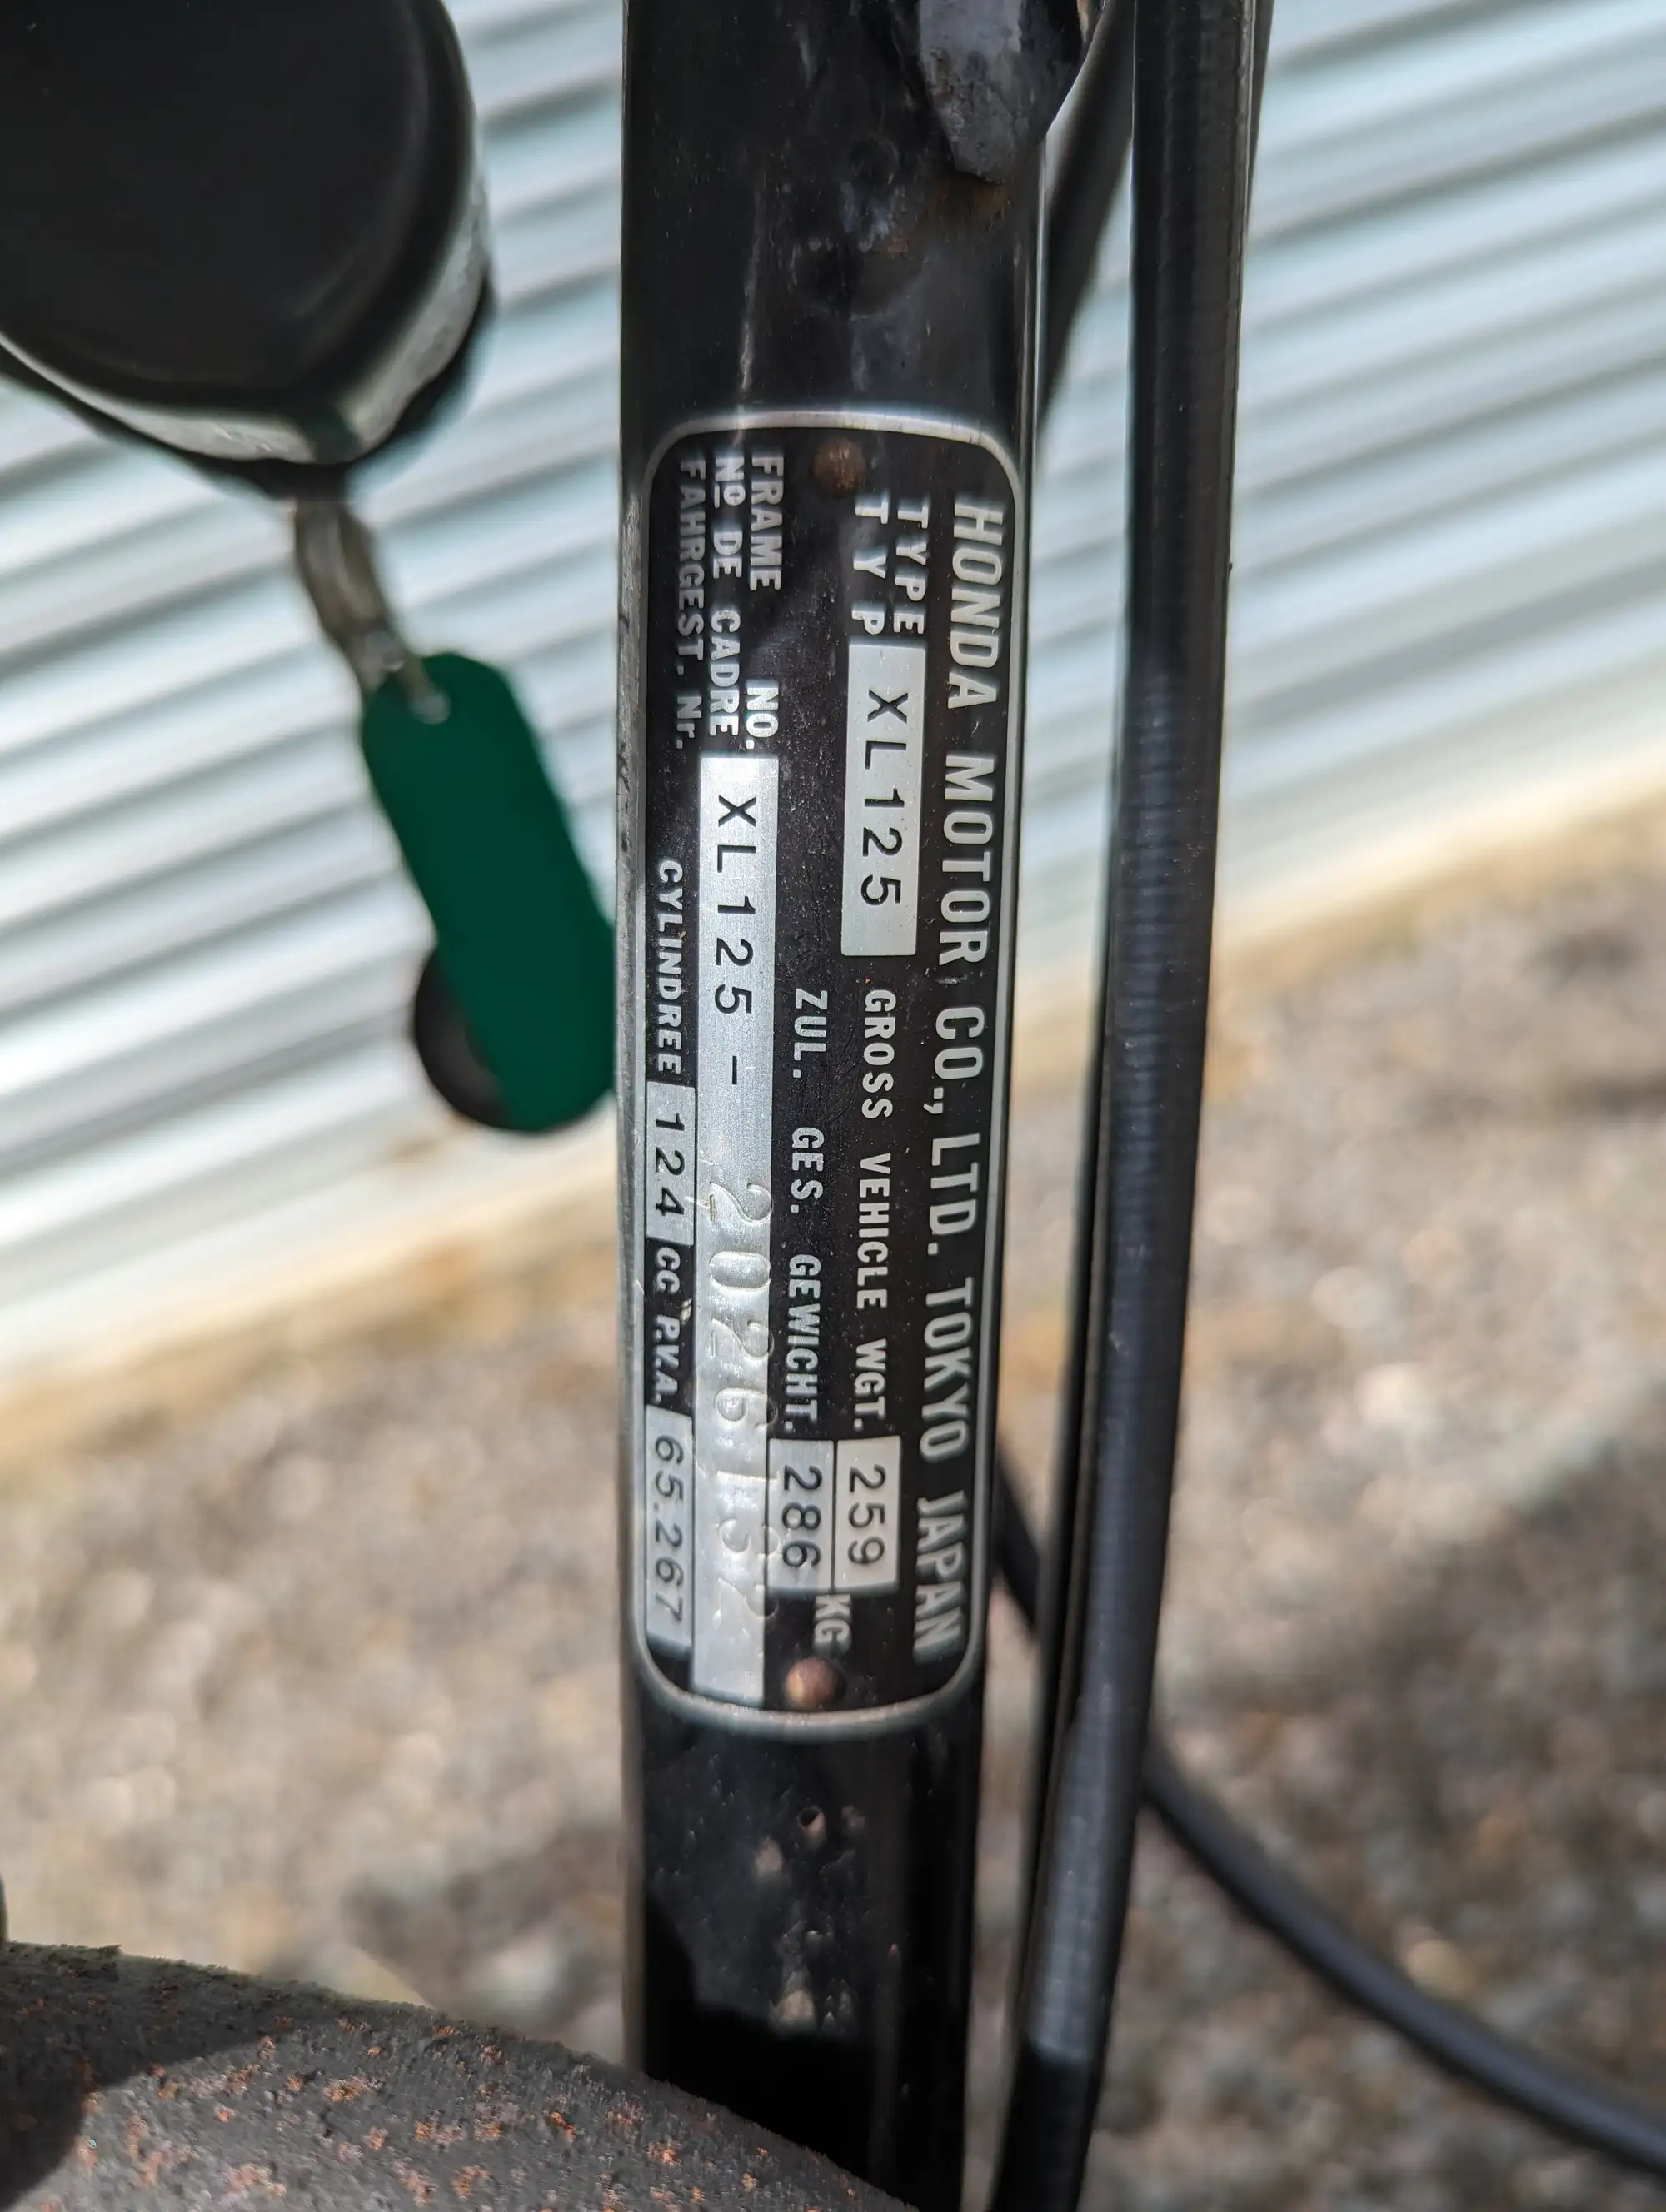 HONDA MOTOR CO., LTD. TOKYO JAPAN
TYPE
TYP XL125
GROSS VEHICLE WGT. 259
ZUL. GES. GEWICHT. 286 KG
FRAME NO.
Nº DE CADRE XL125-2026132
FAHRGEST. Nr.
CYLINDREE 124 CC P.V.A. 65.267